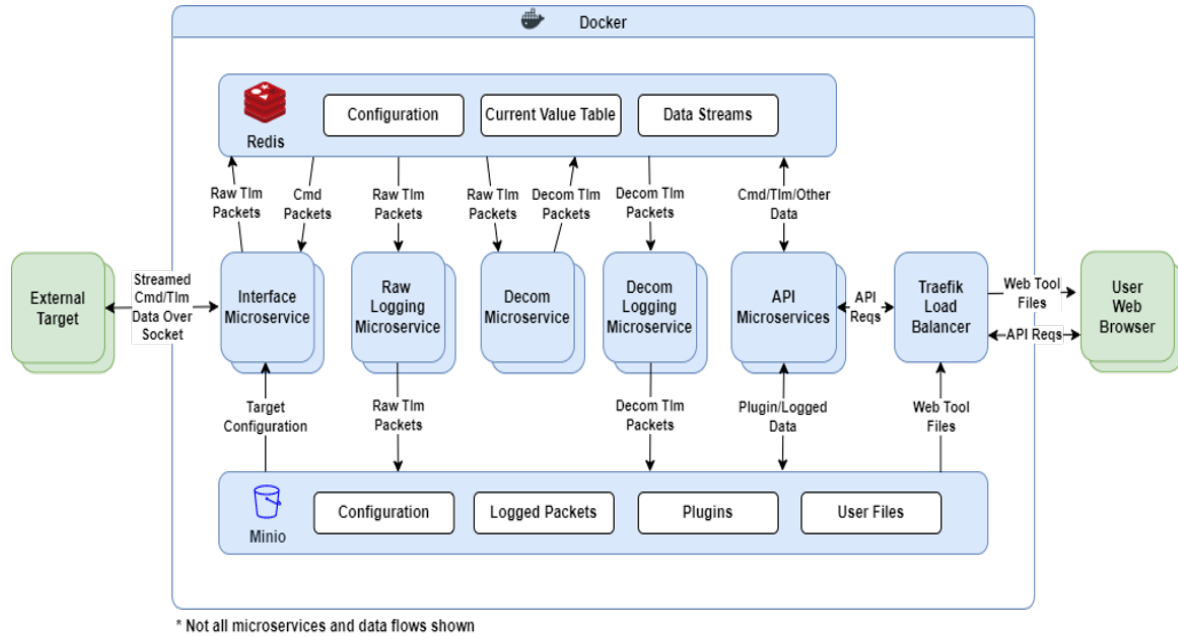 Docker
Redis
Configuration
Current Value Table
Data Streams
Raw Tlm
Packets
Cmd
Packets
Raw Tlm
Packets
Raw Tlm
Packets
Decom Tlm
Packets
Decom Tlm
Packets
Cmd/Tlm/Other
Data
External
Target
Streamed
Cmd/Tlm
Data Over
Socket
Interface
Microservice
Raw
Logging
Microservice
Decom
Microservice
Decom
Logging
Microservice
API
Microservices
API
Reqs
Traefik
Load
Balancer
Web Tool
Files
API Reqs
User
Web
Browser
Target
Configuration
Raw Tlm
Packets
Decom Tlm
Packets
Plugin/Logged
Data
Web Tool
Files
Minio
Configuration
Logged Packets
Plugins
User Files
* Not all microservices and data flows shown